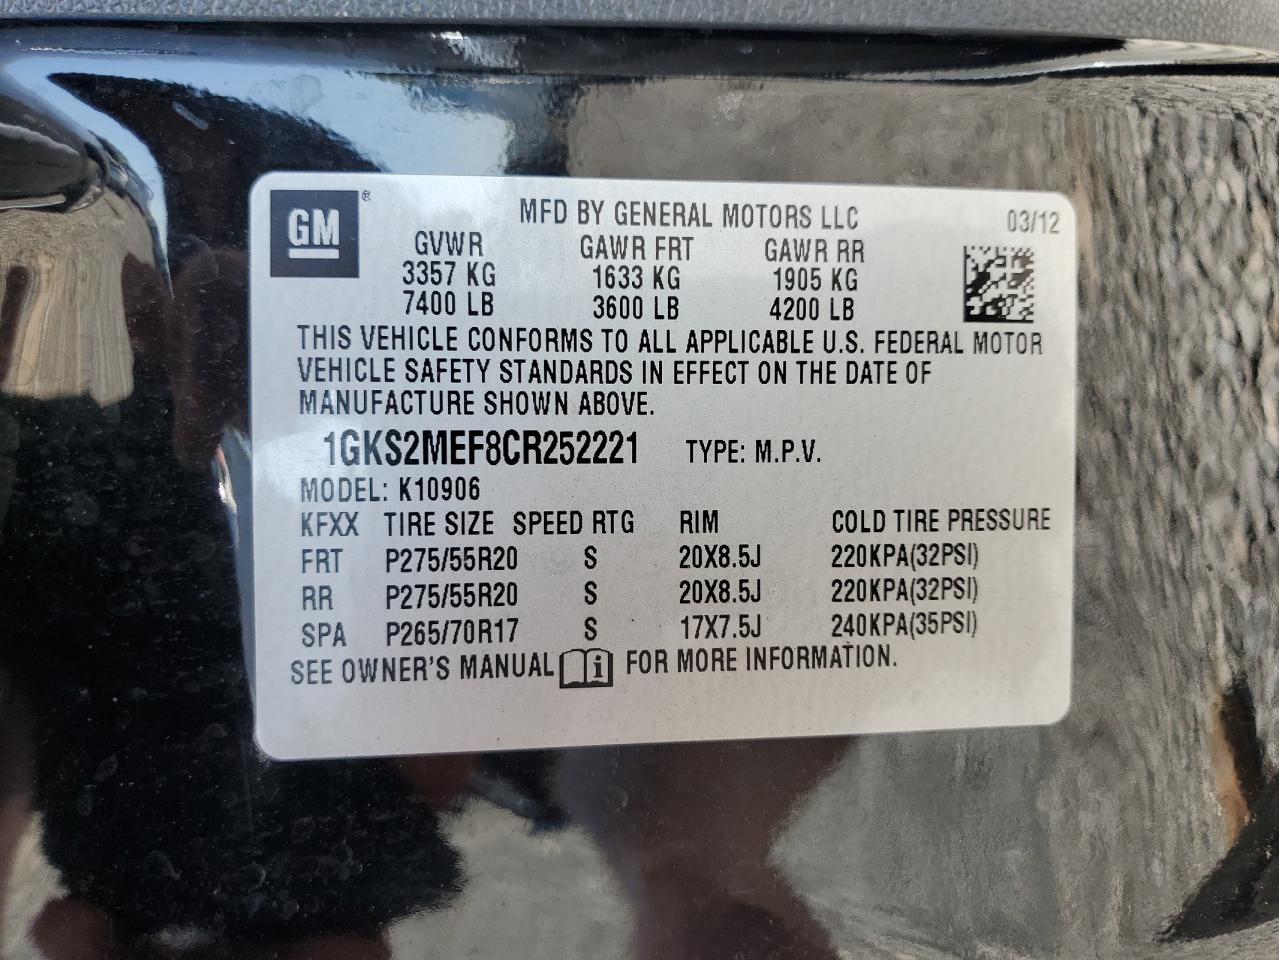 GM ®
MFD BY GENERAL MOTORS LLC 03/12
GVWR GAWR FRT GAWR RR
3357 KG 1633 KG 1905 KG
7400 LB 3600 LB 4200 LB
THIS VEHICLE CONFORMS TO ALL APPLICABLE U.S. FEDERAL MOTOR
VEHICLE SAFETY STANDARDS IN EFFECT ON THE DATE OF
MANUFACTURE SHOWN ABOVE.
1GKS2MEF8CR252221 TYPE: M.P.V.
MODEL: K10906
KFXX TIRE SIZE SPEED RTG RIM COLD TIRE PRESSURE
FRT P275/55R20 S 20X8.5J 220KPA(32PSI)
RR P275/55R20 S 20X8.5J 220KPA(32PSI)
SPA P265/70R17 S 17X7.5J 240KPA(35PSI)
SEE OWNER'S MANUAL i FOR MORE INFORMATION.